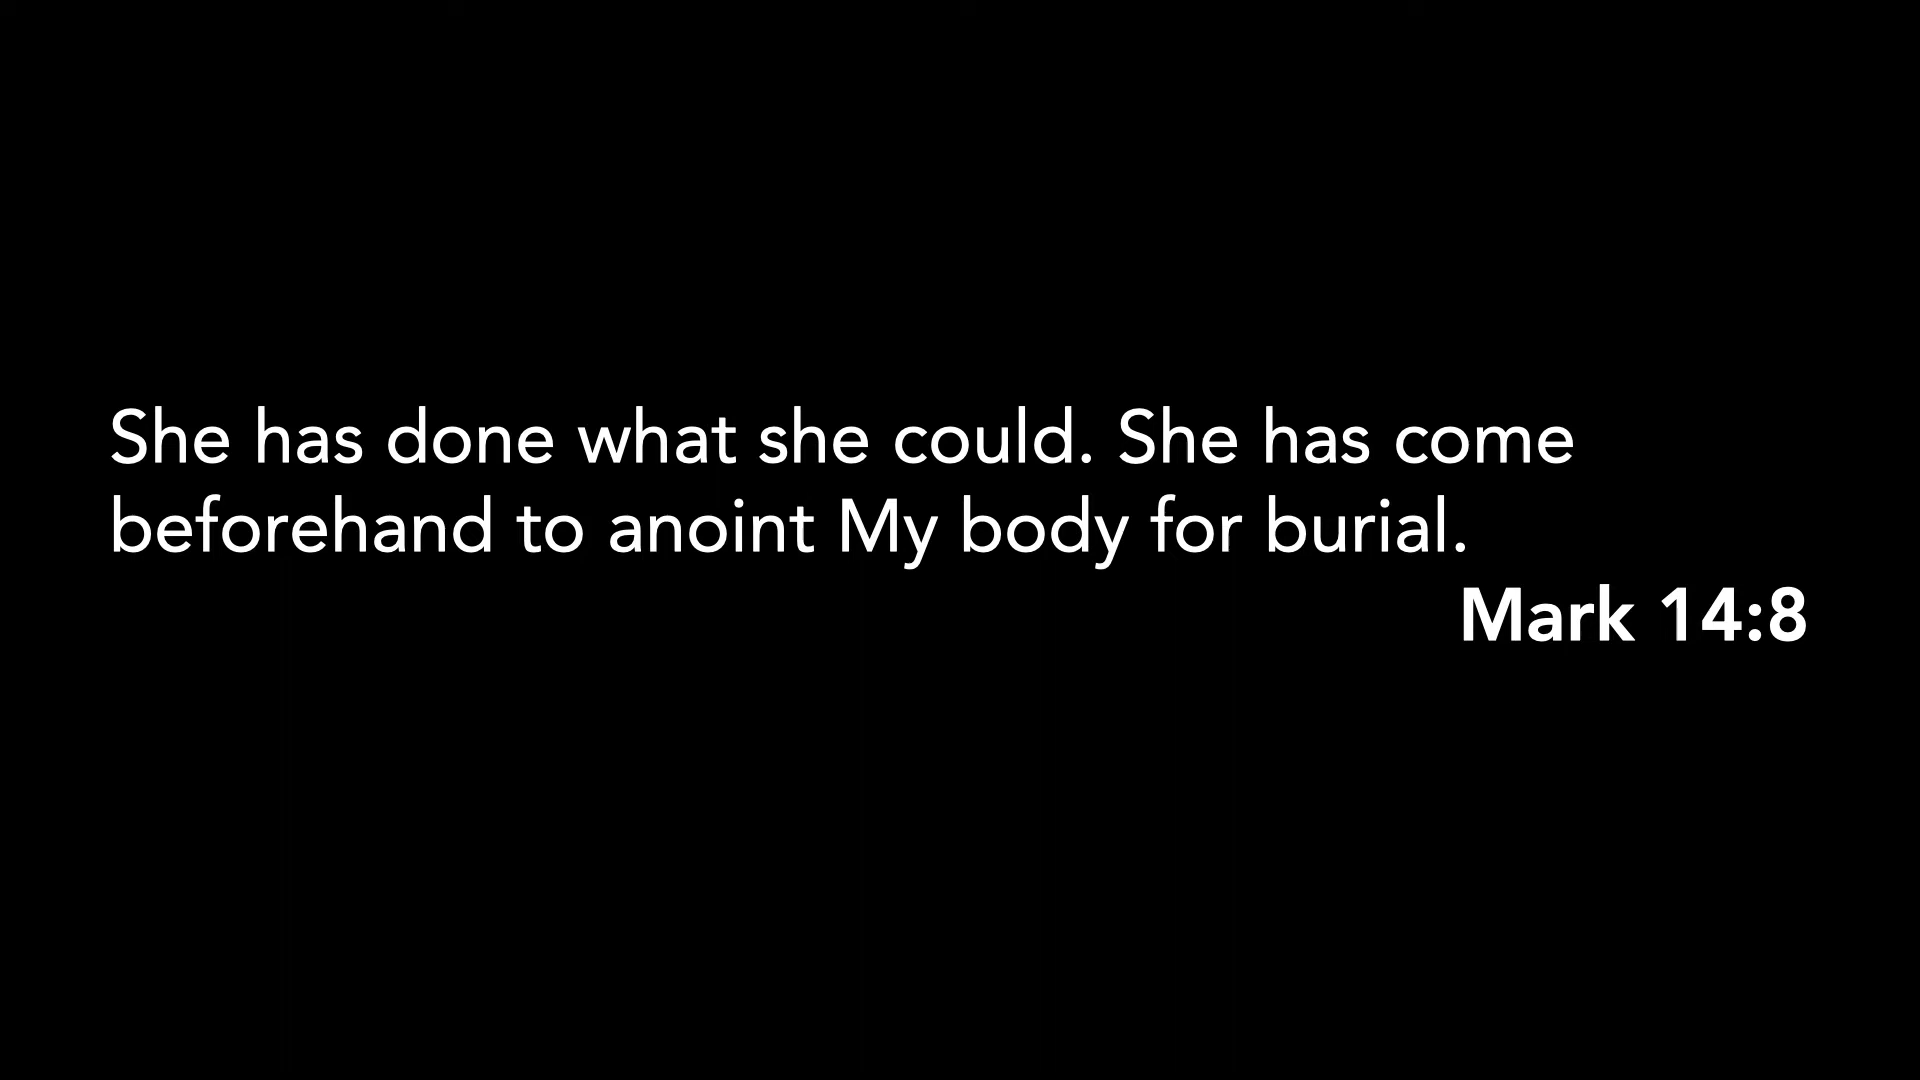 She has done what she could. She has come
beforehand to anoint My body for burial.
Mark 14:8